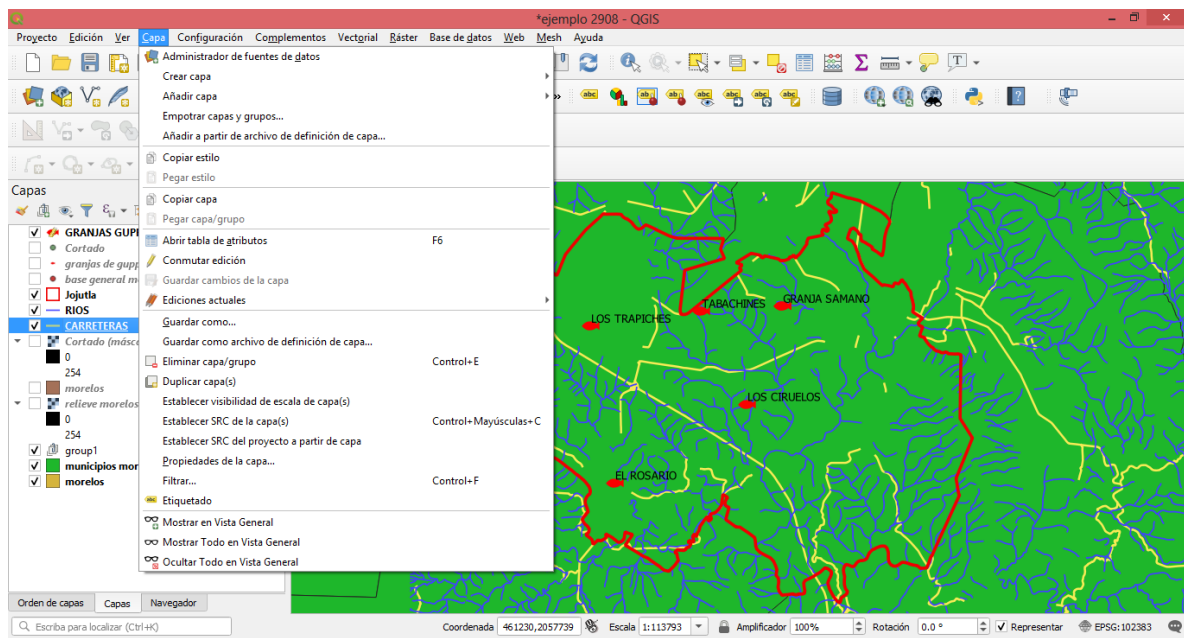 *ejemplo 2908 - QGIS
Proyecto Edición Ver Capa Configuración Complementos Vectorial Ráster Base de datos Web Mesh Ayuda
Administrador de fuentes de datos
Crear capa
Añadir capa
Empotrar capas y grupos...
Añadir a partir de archivo de definición de capa...
Copiar estilo
Pegar estilo
Copiar capa
Pegar capa/grupo
Abrir tabla de atributos F6
Conmutar edición
Guardar cambios de la capa
Ediciones actuales
Guardar como...
Guardar como archivo de definición de capa...
Eliminar capa/grupo Control+E
Duplicar capa(s)
Establecer visibilidad de escala de capa(s)
Establecer SRC de la capa(s) Control+Mayúsculas+C
Establecer SRC del proyecto a partir de capa
Propiedades de la capa...
Filtrar... Control+F
Etiquetado
Mostrar en Vista General
Mostrar Todo en Vista General
Ocultar Todo en Vista General
Capas
GRANJAS GUPI
Cortado
granjas de gupp
base general m
Jojutla
RIOS
CARRETERAS
Cortado (másca
0
254
morelos
relieve morelos
0
254
group1
municipios mor
morelos
TABACHINES
GRANJA SAMANO
LOS TRAPICHES
LOS CIRUELOS
EL ROSARIO
Orden de capas Capas Navegador
Escriba para localizar (Ctrl+K) Coordenada 461230,2057739 Escala 1:113793 Amplificador 100% Rotación 0.0 ° Representar EPSG:102383